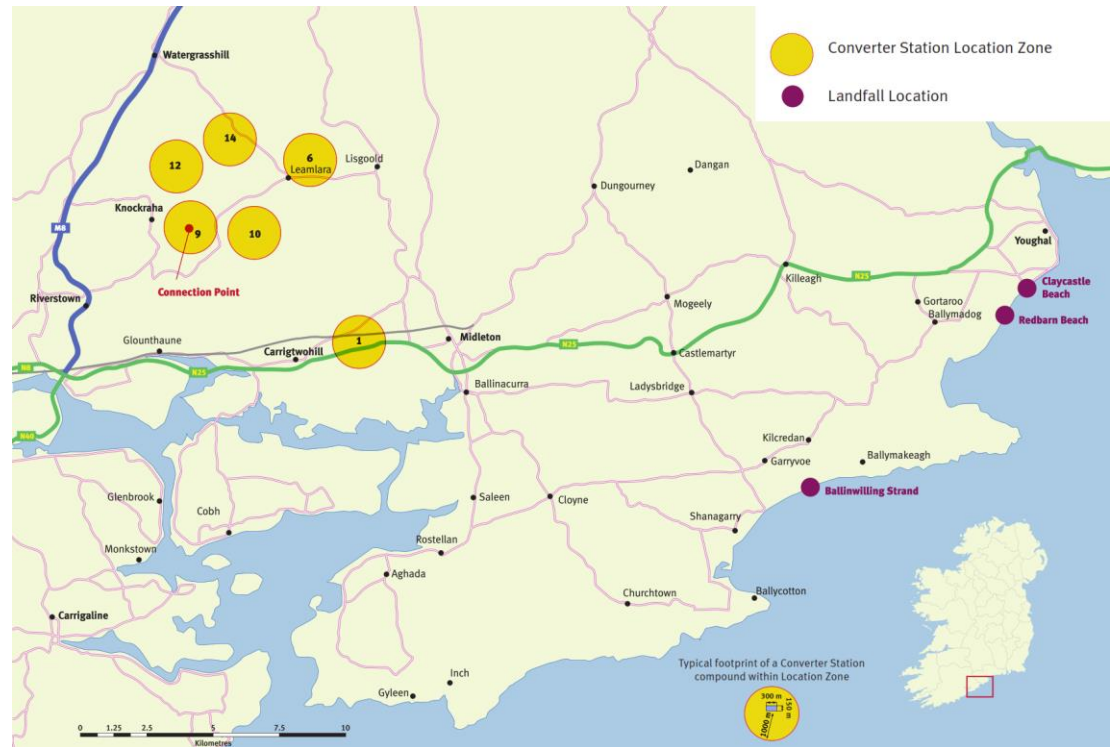 Converter Station Location Zone
Landfall Location
Watergrasshill
14
12
6
Leamlara
Lisgoold
Dangan
Dungourney
Knockraha
9
10
M8
Connection Point
Youghal
Killeagh
N25
Claycastle
Beach
Riverstown
Mogeely
Gortaroo
Ballymadog
Redbarn Beach
Glounthaune
Carrigtwohill
1
Midleton
N25
Castlemartyr
N8
N25
Ballinacurra
Ladysbridge
N40
Kilcredan
Garryvoe
Ballymakeagh
Ballinwilling Strand
Glenbrook
Cobh
Saleen
Cloyne
Shanagarry
Monkstown
Rostellan
Aghada
Churchtown
Ballycotton
Carrigaline
Inch
Gyleen
Typical footprint of a Converter Station
compound within Location Zone
300 m
150 m
1000 m
0 1.25 2.5 5 7.5 10
Kilometres